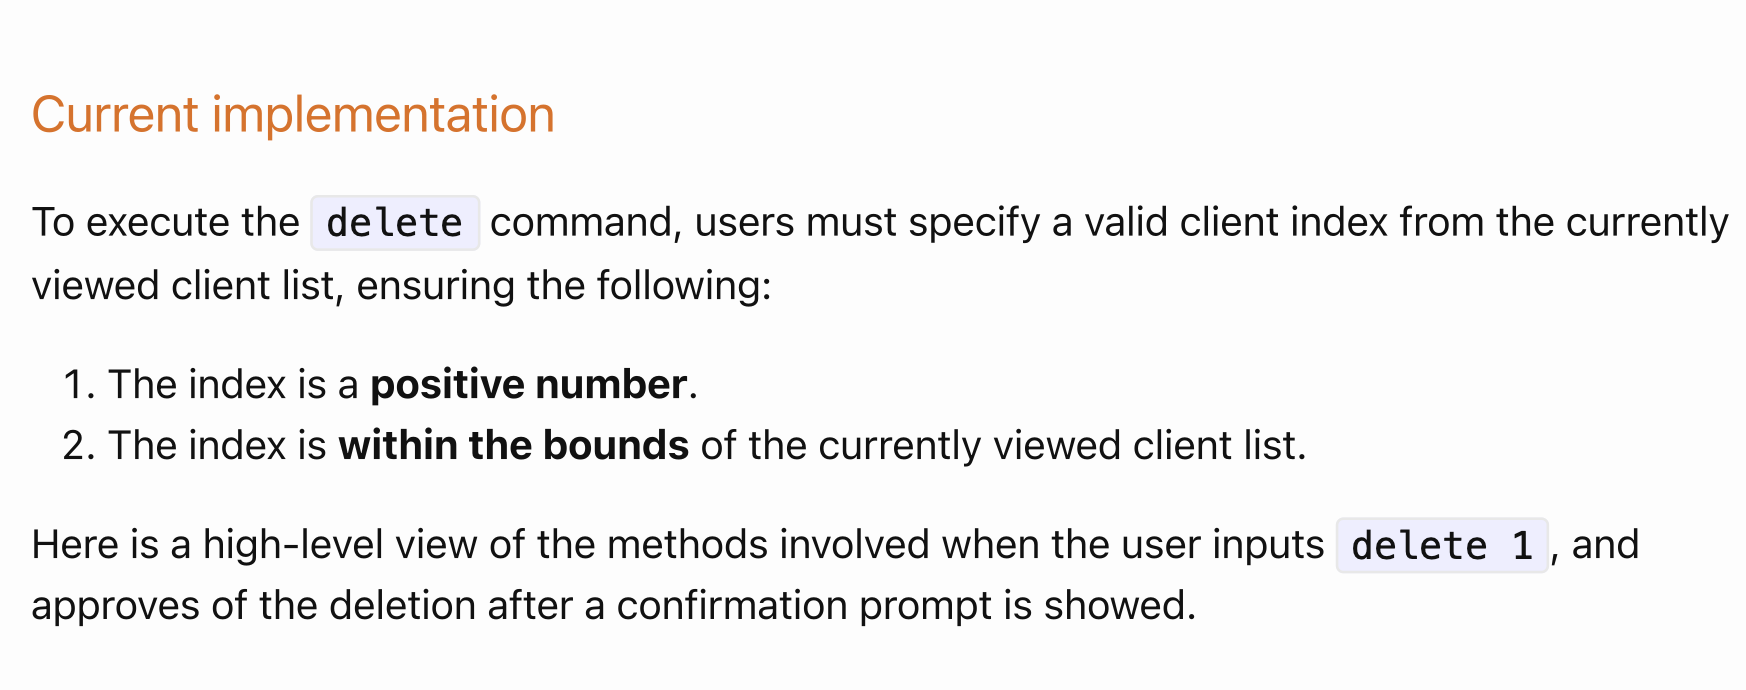 Current implementation
To execute the delete command, users must specify a valid client index from the currently
viewed client list, ensuring the following:
1. The index is a positive number.
2. The index is within the bounds of the currently viewed client list.
Here is a high-level view of the methods involved when the user inputs delete 1, and
approves of the deletion after a confirmation prompt is showed.